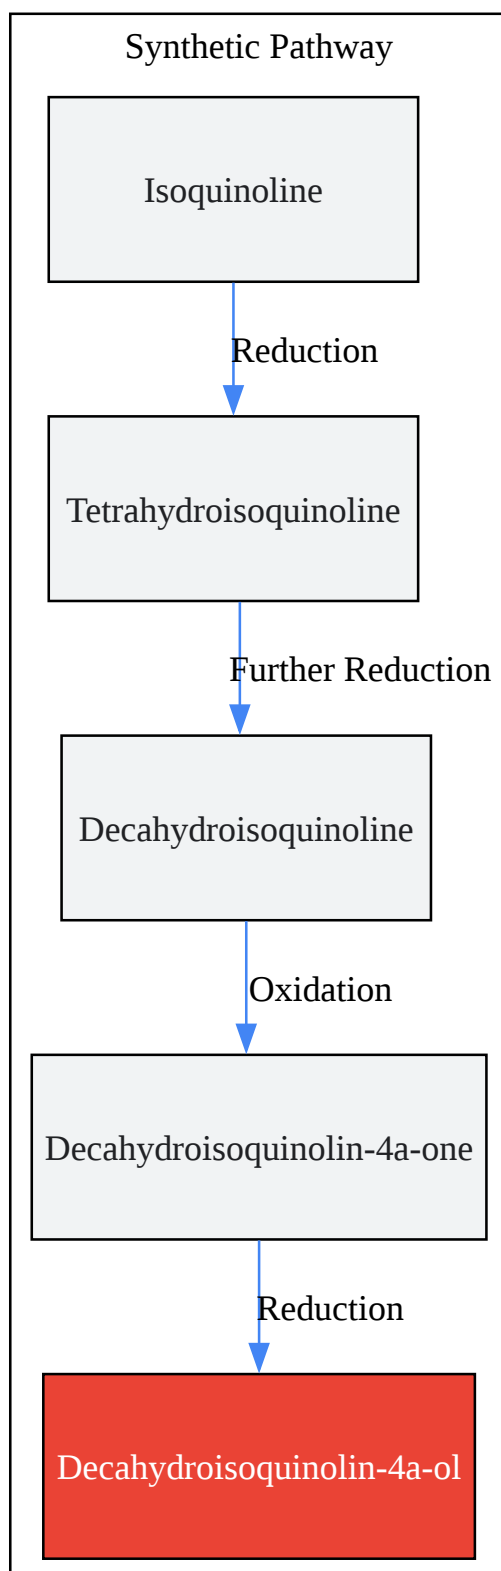 Synthetic Pathway
Isoquinoline
Reduction
Tetrahydroisoquinoline
Further Reduction
Decahydroisoquinoline
Oxidation
Decahydroisoquinolin-4a-one
Reduction
Decahydroisoquinolin-4a-ol